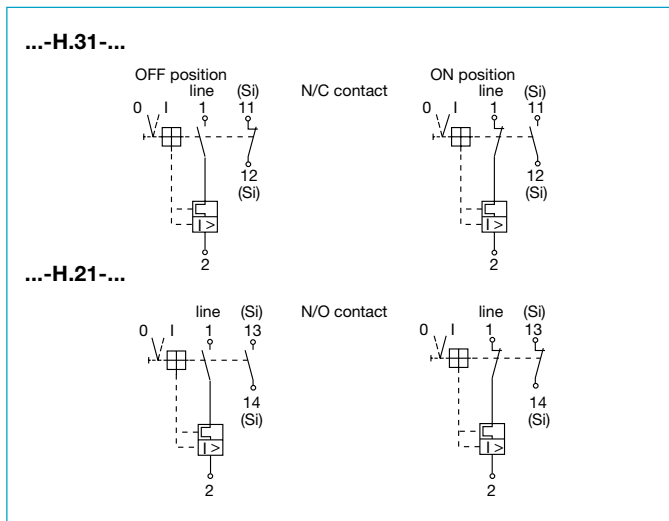 ...-H.31-...
OFF position
N/C contact
ON position
line (Si)
0 I 1 11
12
(Si)
I >
2
line (Si)
0 I 1 11
12
(Si)
I >
2
...-H.21-...
N/O contact
line (Si)
0 I 1 13
14
(Si)
I >
2
line (Si)
0 I 1 13
14
(Si)
I >
2